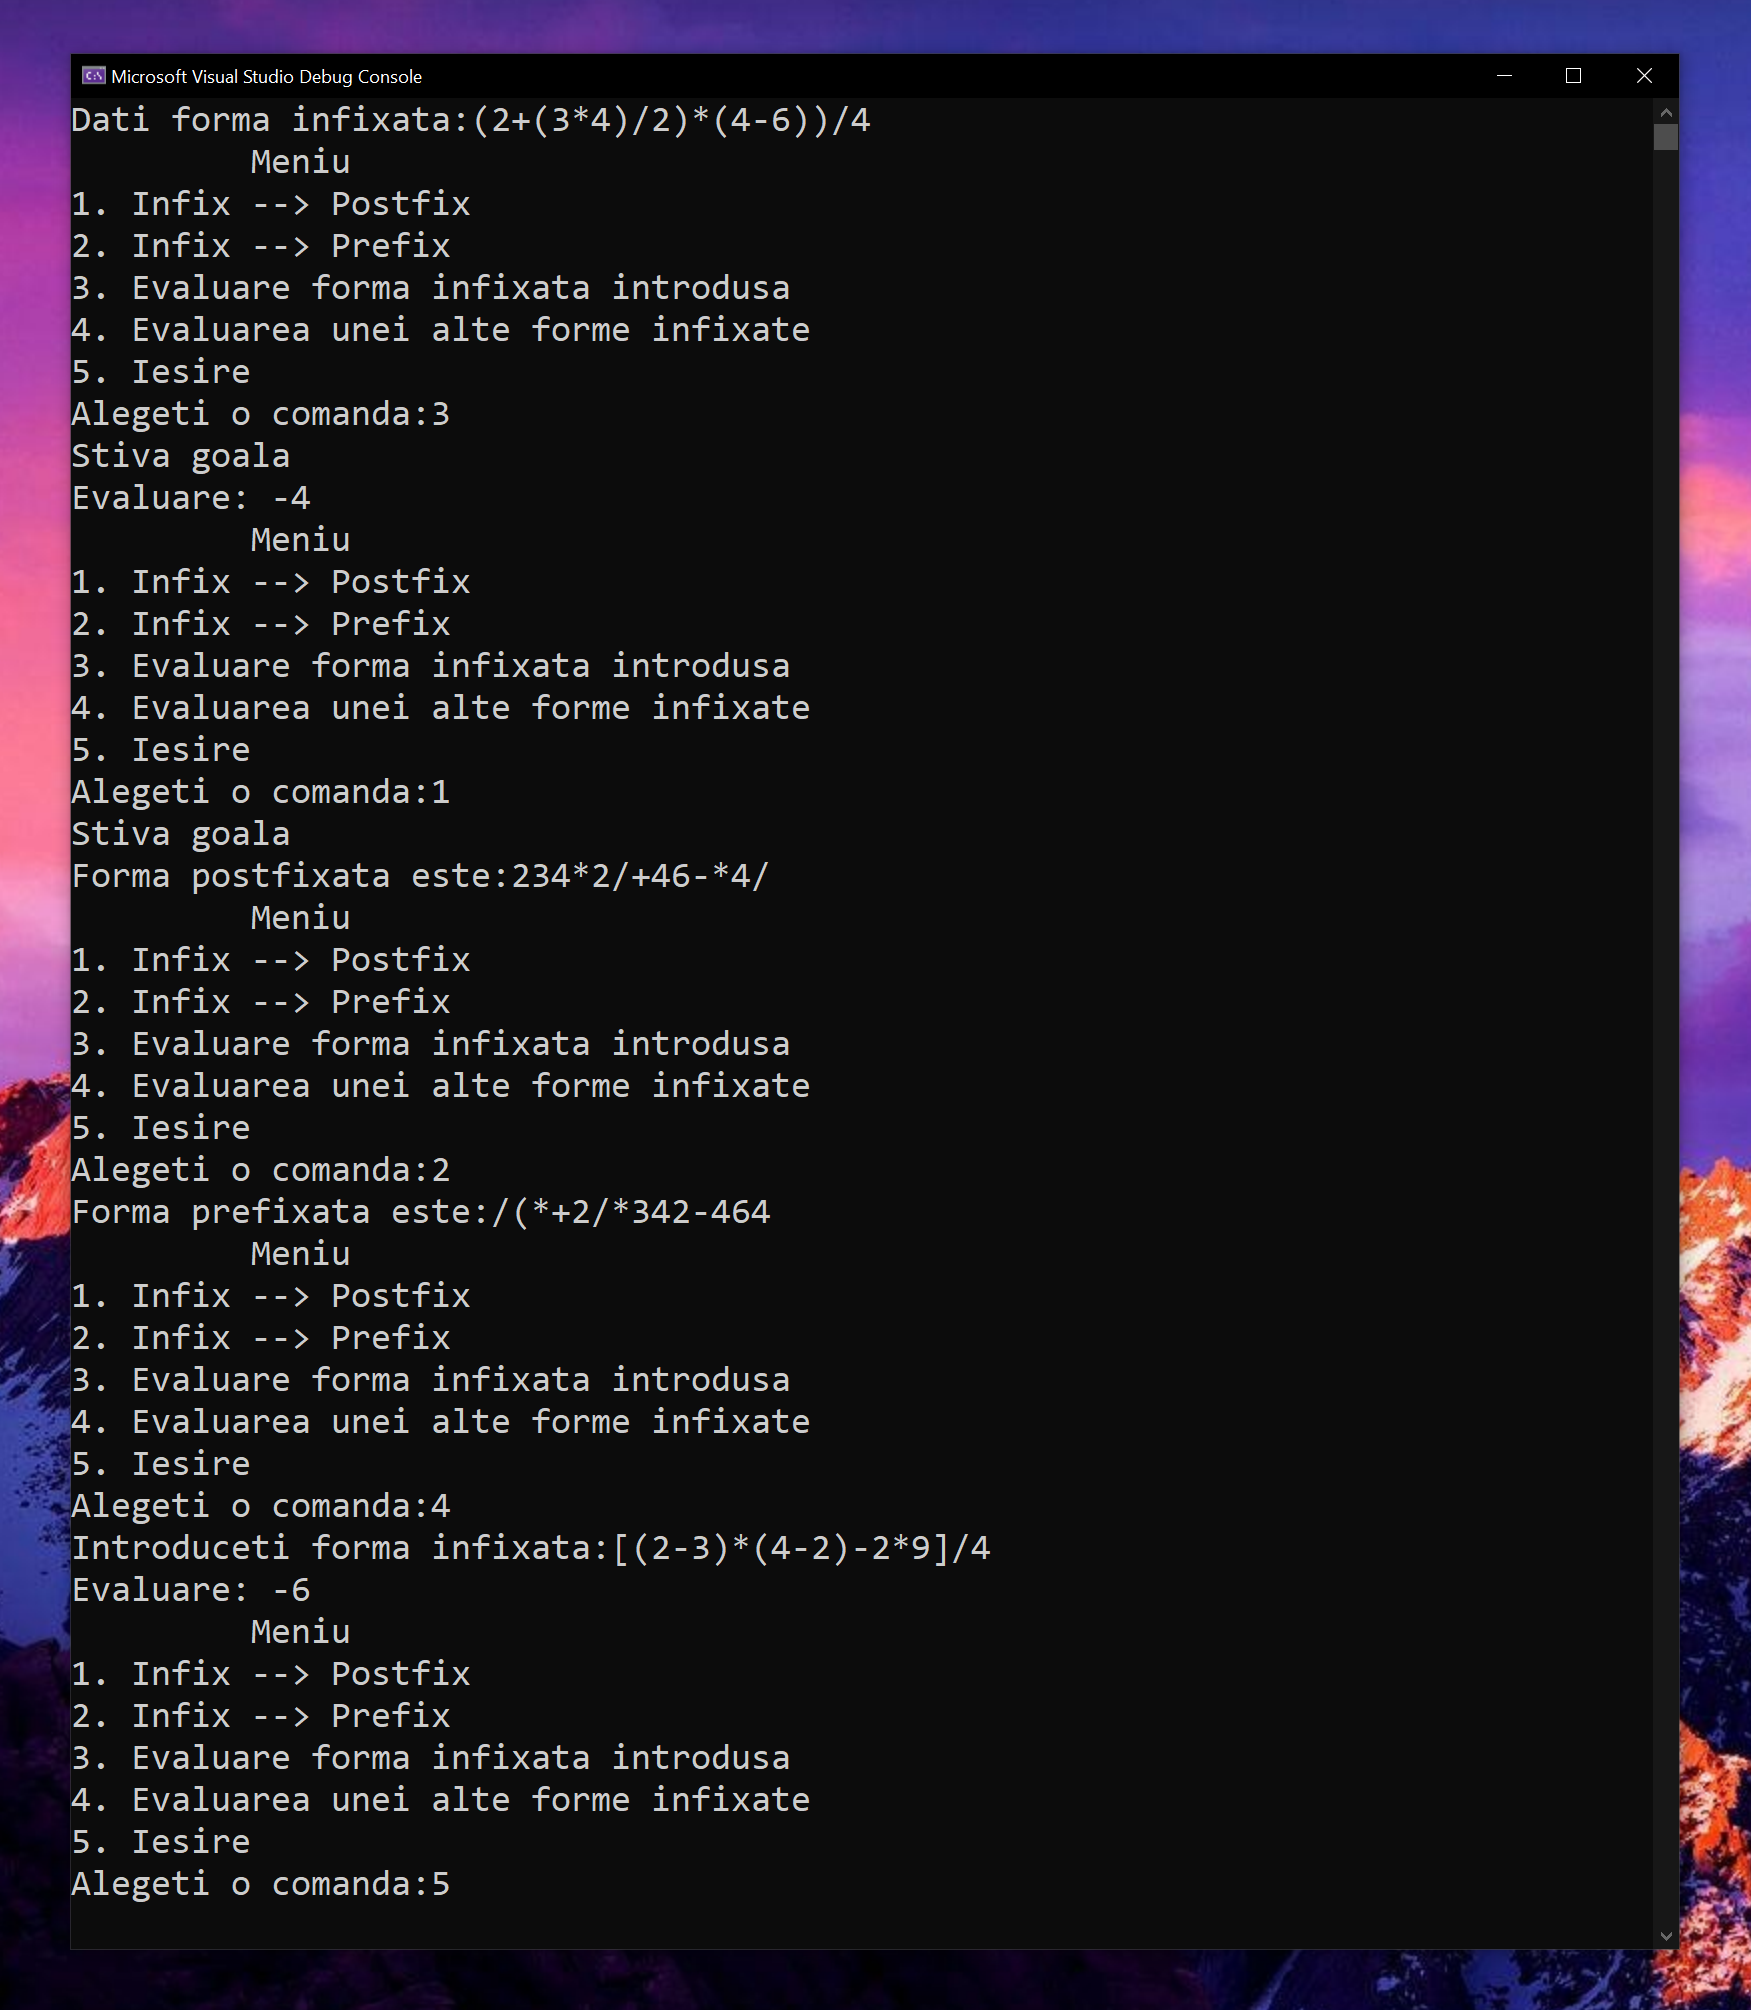 Microsoft Visual Studio Debug Console
Dati forma infixata:(2+(3*4)/2)*(4-6))/4
Meniu
1. Infix --> Postfix
2. Infix --> Prefix
3. Evaluare forma infixata introdusa
4. Evaluarea unei alte forme infixate
5. Iesire
Alegeti o comanda:3
Stiva goala
Evaluare: -4
Meniu
1. Infix --> Postfix
2. Infix --> Prefix
3. Evaluare forma infixata introdusa
4. Evaluarea unei alte forme infixate
5. Iesire
Alegeti o comanda:1
Stiva goala
Forma postfixata este:234*2/+46-*4/
Meniu
1. Infix --> Postfix
2. Infix --> Prefix
3. Evaluare forma infixata introdusa
4. Evaluarea unei alte forme infixate
5. Iesire
Alegeti o comanda:2
Forma prefixata este:/(*+2/*342-464
Meniu
1. Infix --> Postfix
2. Infix --> Prefix
3. Evaluare forma infixata introdusa
4. Evaluarea unei alte forme infixate
5. Iesire
Alegeti o comanda:4
Introduceti forma infixata:[(2-3)*(4-2)-2*9]/4
Evaluare: -6
Meniu
1. Infix --> Postfix
2. Infix --> Prefix
3. Evaluare forma infixata introdusa
4. Evaluarea unei alte forme infixate
5. Iesire
Alegeti o comanda:5